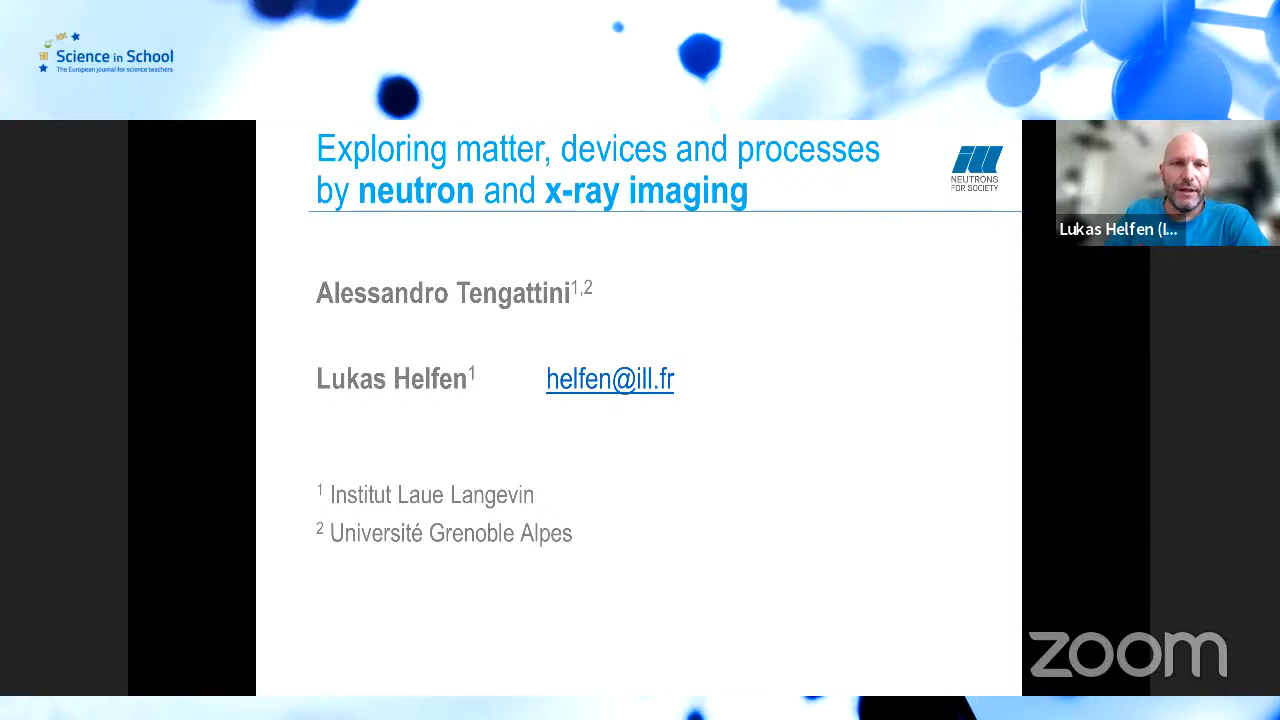 Science in School
The European journal for science teachers
Exploring matter, devices and processes
by neutron and x-ray imaging
ill
NEUTRONS
FOR SOCIETY
Lukas Helfen (I...
Alessandro Tengattini1,2
Lukas Helfen1 helfen@ill.fr
1 Institut Laue Langevin
2 Université Grenoble Alpes
zoom